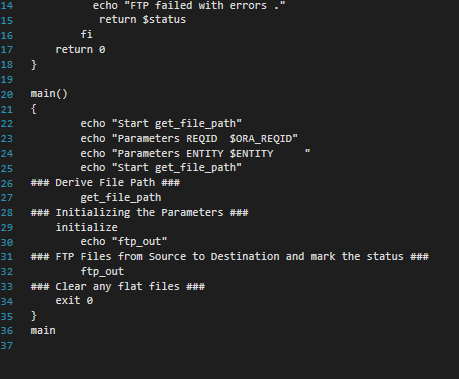 14 echo "FTP failed with errors ."
15 return $status
16 fi
17 return 0
18 }
19
20 main()
21 {
22 echo "Start get_file_path"
23 echo "Parameters REQID  $ORA_REQID"
24 echo "Parameters ENTITY $ENTITY     "
25 echo "Start get_file_path"
26 ### Derive File Path ###
27 get_file_path
28 ### Initializing the Parameters ###
29 initialize
30 echo "ftp_out"
31 ### FTP Files from Source to Destination and mark the status ###
32 ftp_out
33 ### Clear any flat files ###
34 exit 0
35 }
36 main
37